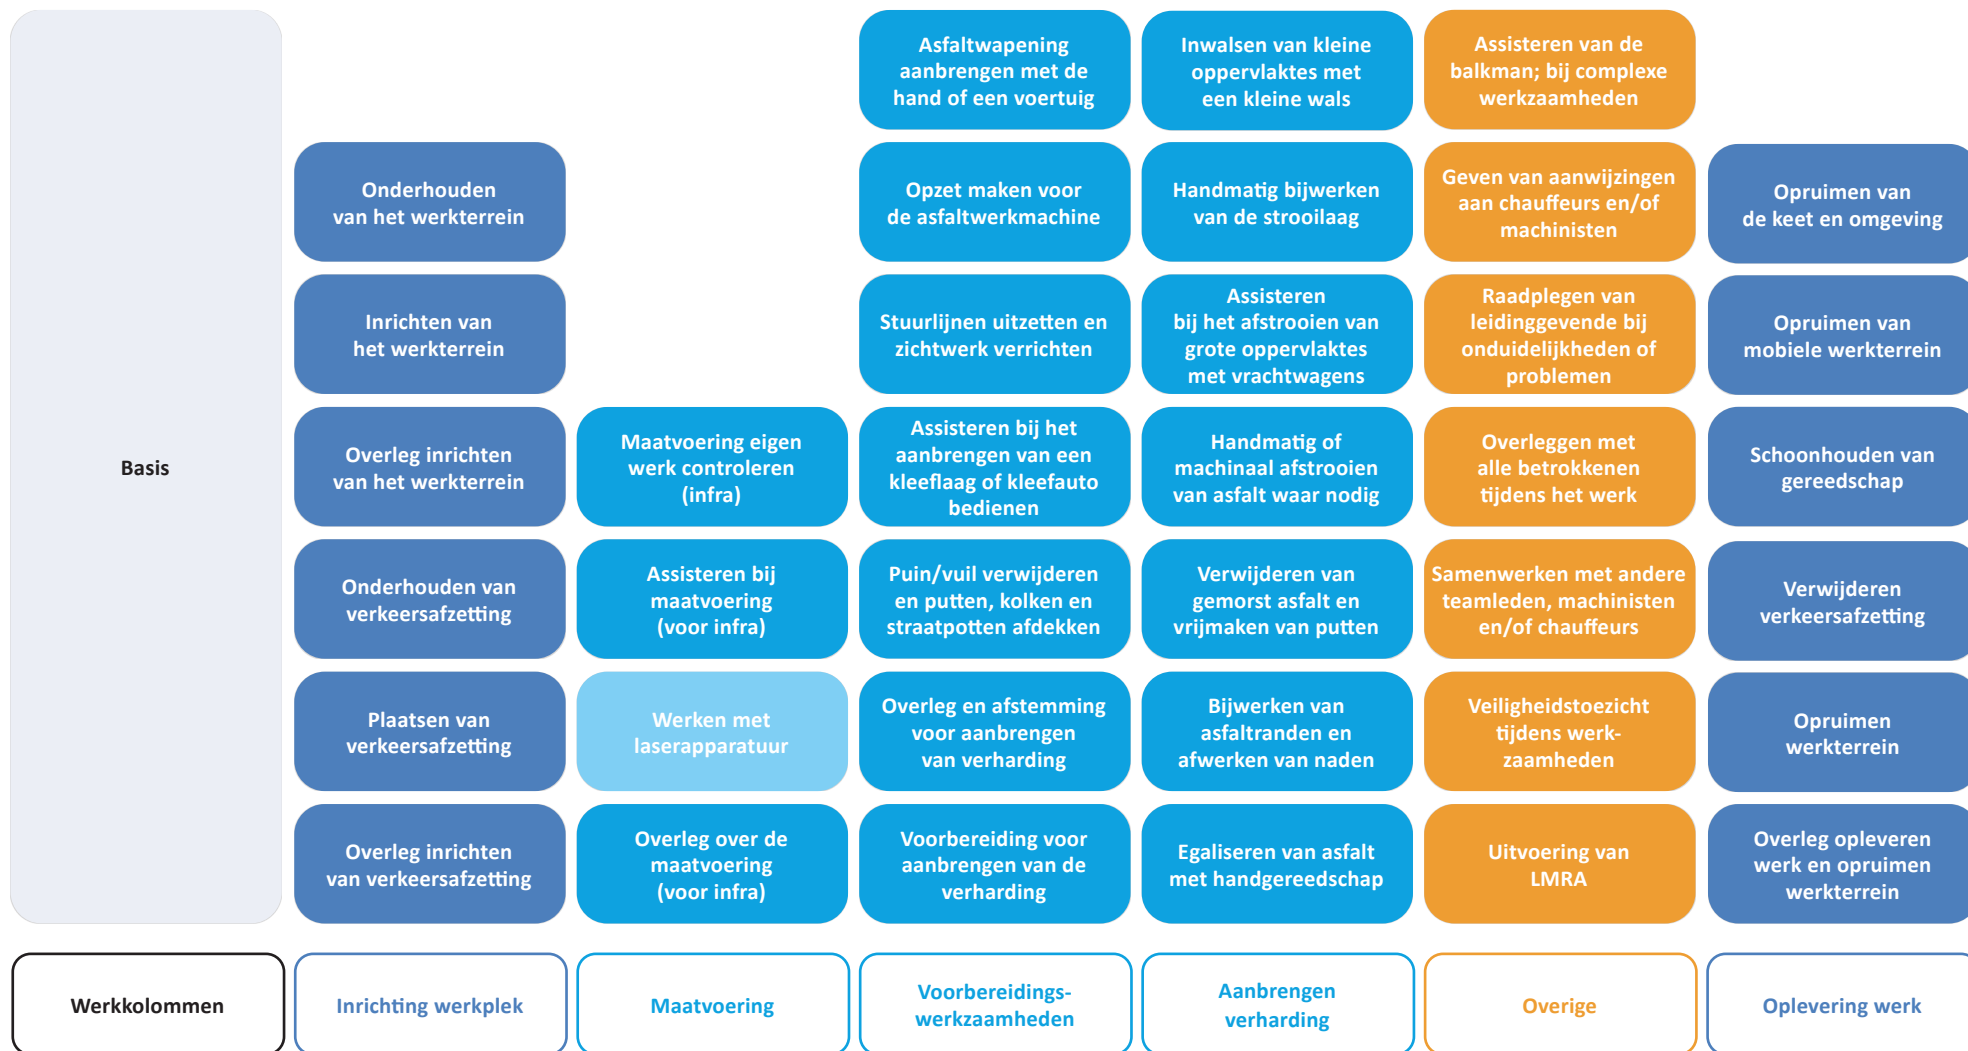 Basis
Onderhouden
van het werkterrein
Inrichten van
het werkterrein
Overleg inrichten
van het werkterrein
Onderhouden van
verkeersafzetting
Plaatsen van
verkeersafzetting
Overleg inrichten
van verkeersafzetting
Maatvoering eigen
werk controleren
(infra)
Assisteren bij
maatvoering
(voor infra)
Werken met
laserapparatuur
Overleg over de
maatvoering
(voor infra)
Asfaltwapening
aanbrengen met de
hand of een voertuig
Opzet maken voor
de asfaltwerkmachine
Stuurlijnen uitzetten en
zichtwerk verrichten
Assisteren bij het
aanbrengen van een
kleeflaag of kleefauto
bedienen
Puin/vuil verwijderen
en putten, kolken en
straatpotten afdekken
Overleg en afstemming
voor aanbrengen
van verharding
Voorbereiding voor
aanbrengen van de
verharding
Inwalsen van kleine
oppervlaktes met
een kleine wals
Handmatig bijwerken
van de strooilaag
Assisteren
bij het afstrooien van
grote oppervlaktes
met vrachtwagens
Handmatig of
machinaal afstrooien
van asfalt waar nodig
Verwijderen van
gemorst asfalt en
vrijmaken van putten
Bijwerken van
asfaltranden en
afwerken van naden
Egaliseren van asfalt
met handgereedschap
Assisteren van de
balkman; bij complexe
werkzaamheden
Geven van aanwijzingen
aan chauffeurs en/of
machinisten
Raadplegen van
leidinggevende bij
onduidelijkheden of
problemen
Overleggen met
alle betrokkenen
tijdens het werk
Samenwerken met andere
teamleden, machinisten
en/of chauffeurs
Veiligheidstoezicht
tijdens werk-
zaamheden
Uitvoering van
LMRA
Opruimen van
de keet en omgeving
Opruimen van
mobiele werkterrein
Schoonhouden van
gereedschap
Verwijderen
verkeersafzetting
Opruimen
werkterrein
Overleg opleveren
werk en opruimen
werkterrein
Werkkolommen
Inrichting werkplek
Maatvoering
Voorbereidings-
werkzaamheden
Aanbrengen
verharding
Overige
Oplevering werk